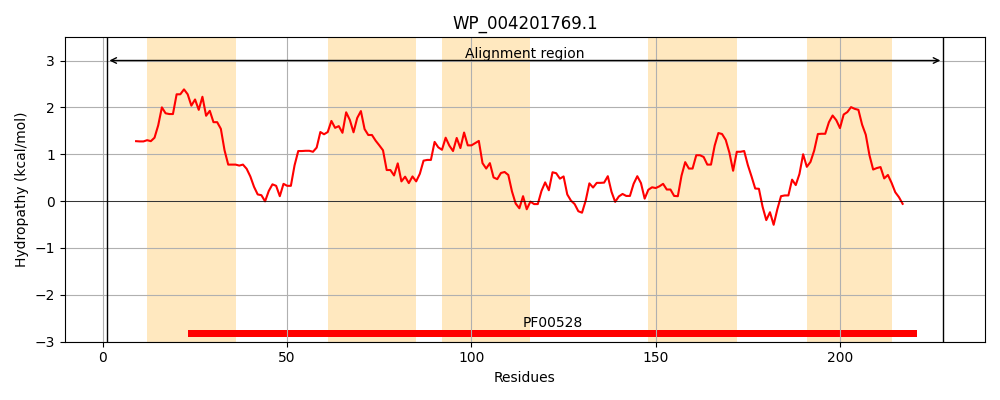 WP_004201769.1
Hydropathy (kcal/mol)
3
2
1
0
−1
−2
−3
Alignment region
PF00528
0
50
100
150
200
Residues